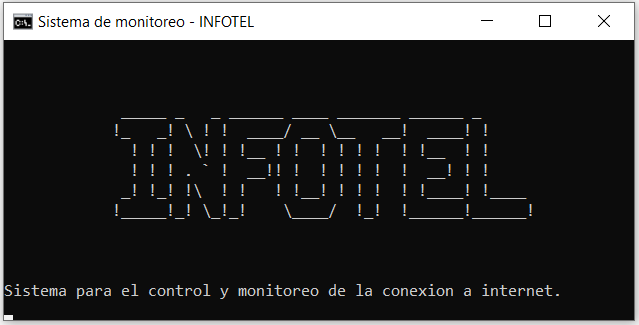 Sistema de monitoreo - INFOTEL
INFOTEL
Sistema para el control y monitoreo de la conexion a internet.